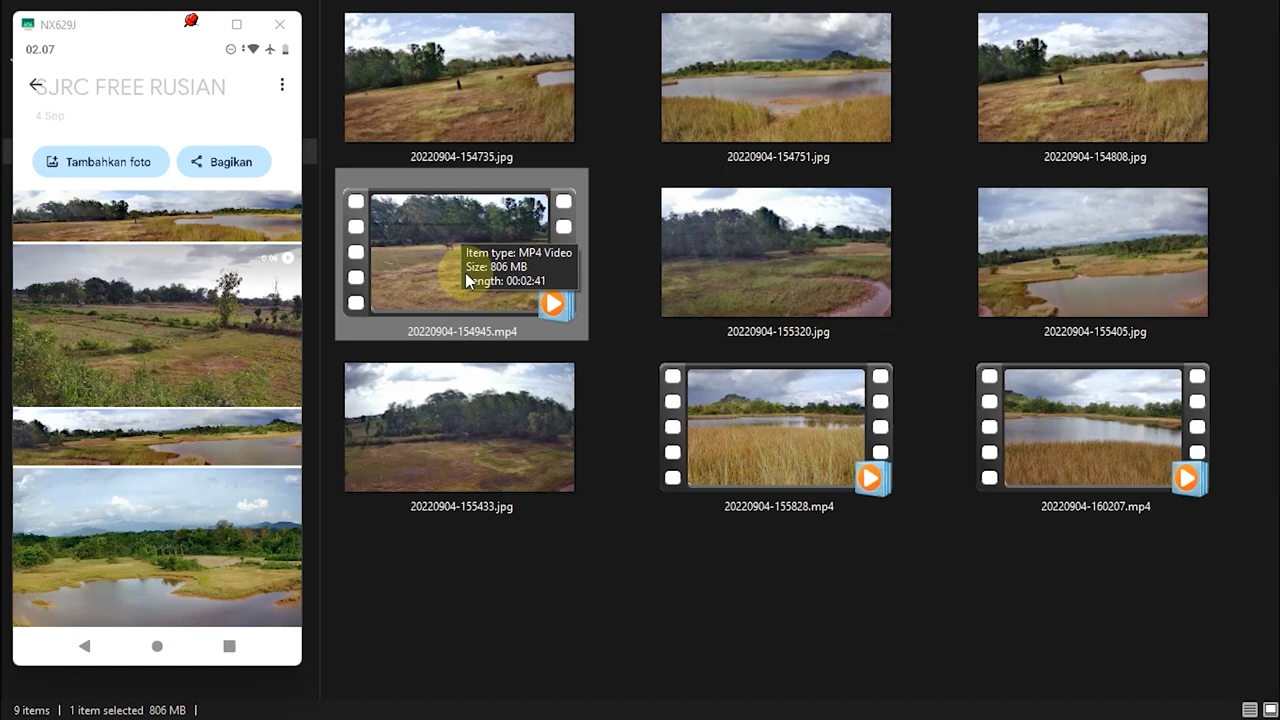 NX629J
02.07
SJRC FREE RUSIAN
4 Sep
Tambahkan foto
Bagikan
0:06
20220904-154735.jpg
20220904-154751.jpg
20220904-154808.jpg
Item type: MP4 Video
Size: 806 MB
Length: 00:02:41
20220904-154945.mp4
20220904-155320.jpg
20220904-155405.jpg
20220904-155433.jpg
20220904-155828.mp4
20220904-160207.mp4
9 items
1 item selected 806 MB